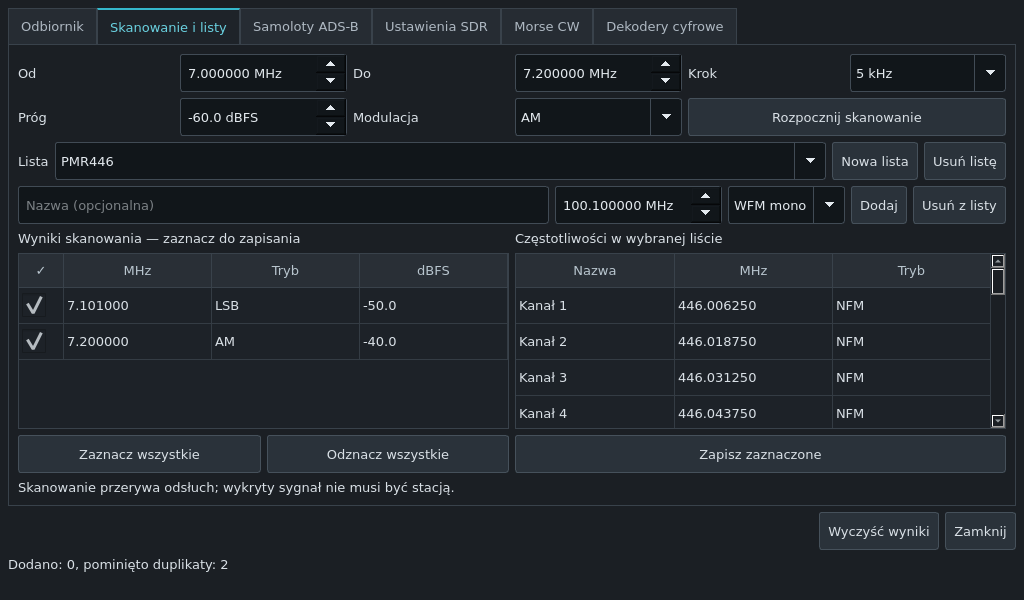 Odbiornik Skanowanie i listy Samoloty ADS-B Ustawienia SDR Morse CW Dekodery cyfrowe
Od 7.000000 MHz Do 7.200000 MHz Krok 5 kHz
Próg -60.0 dBFS Modulacja AM Rozpocznij skanowanie
Lista PMR446 Nowa lista Usuń listę
Nazwa (opcjonalna) 100.100000 MHz WFM mono Dodaj Usuń z listy
Wyniki skanowania — zaznacz do zapisania Częstotliwości w wybranej liście
✓ MHz Tryb dBFS Nazwa MHz Tryb
7.101000 LSB -50.0 Kanał 1 446.006250 NFM
7.200000 AM -40.0 Kanał 2 446.018750 NFM
Kanał 3 446.031250 NFM
Kanał 4 446.043750 NFM
Zaznacz wszystkie Odznacz wszystkie Zapisz zaznaczone
Skanowanie przerywa odsłuch; wykryty sygnał nie musi być stacją.
Wyczyść wyniki Zamknij
Dodano: 0, pominięto duplikaty: 2